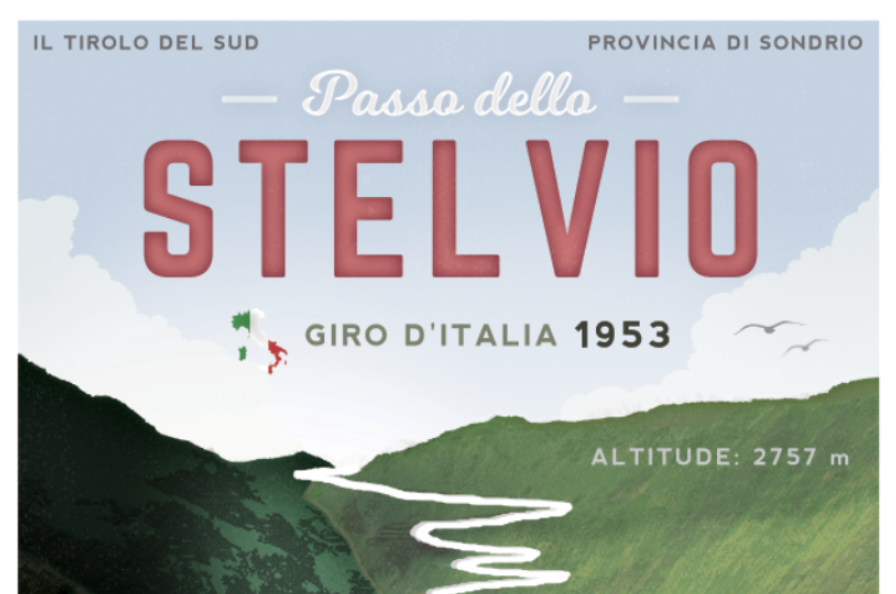 IL TIROLO DEL SUD
PROVINCIA DI SONDRIO
Passo dello
STELVIO
GIRO D'ITALIA 1953
ALTITUDE: 2757 m